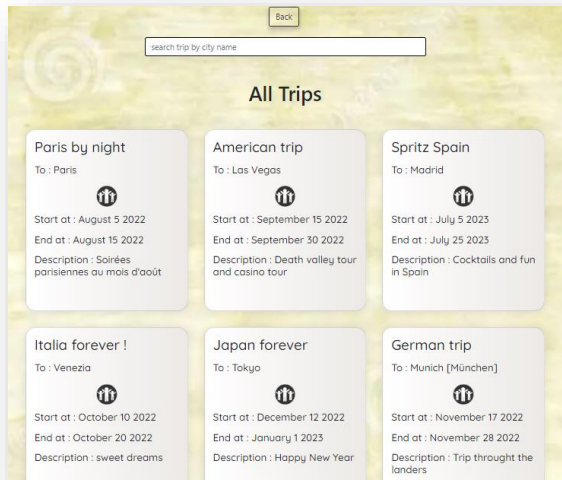 Back
search trip by city name
All Trips
Paris by night
To : Paris
Start at : August 5 2022
End at : August 15 2022
Description : Soirées
parisiennes au mois d'août
American trip
To : Las Vegas
Start at : September 15 2022
End at : September 30 2022
Description : Death valley tour
and casino tour
Spritz Spain
To : Madrid
Start at : July 5 2023
End at : July 25 2023
Description : Cocktails and fun
in Spain
Italia forever !
To : Venezia
Start at : October 10 2022
End at : October 20 2022
Description : sweet dreams
Japan forever
To : Tokyo
Start at : December 12 2022
End at : January 1 2023
Description : Happy New Year
German trip
To : Munich [München]
Start at : November 17 2022
End at : November 28 2022
Description : Trip throught the
landers